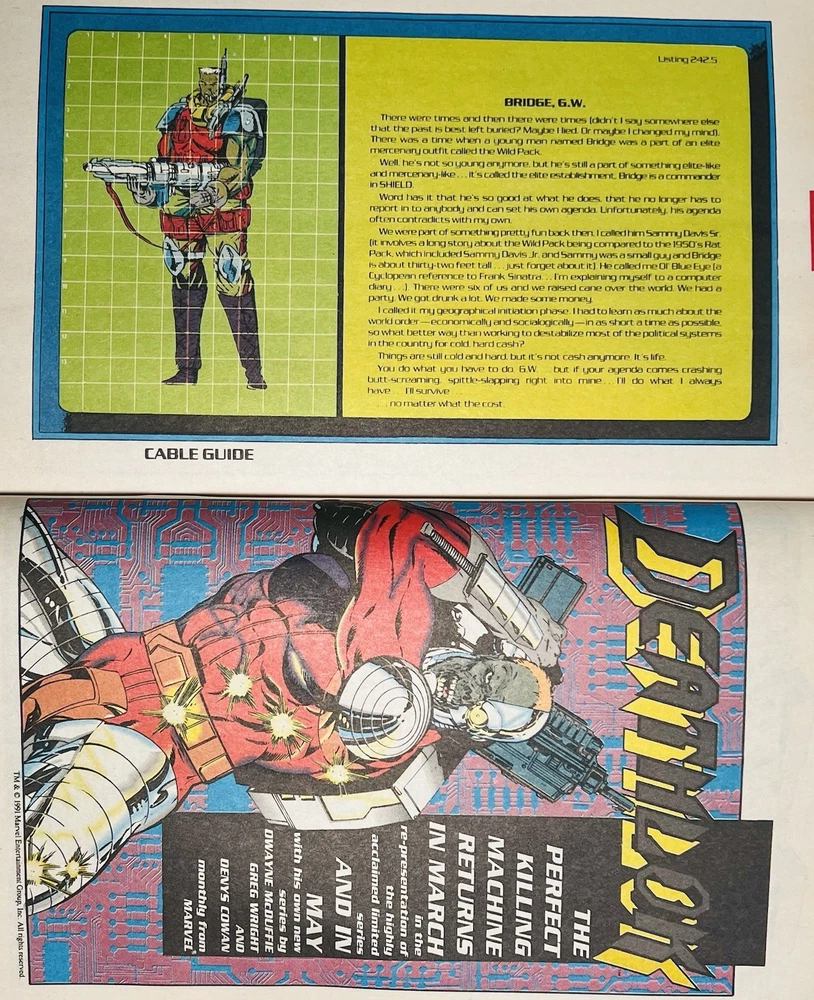 Listing 242.5
BRIDGE, G.W.
There were times and then there were times (didn't I say somewhere else
that the past is best left buried? Maybe I lied. Or maybe I changed my mind).
There was a time when a young man named Bridge was a part of an elite
mercenary outfit called the Wild Pack.
Well, he's not so young anymore, but he's still a part of something elite-like
and mercenary-like... it's called the elite establishment. Bridge is a commander
in SHIELD.
Word has it that he's so good at what he does, that he no longer has to
report in to anybody and can set his own agenda. Unfortunately, his agenda
often contradicts with my own.
We were part of something pretty fun back then. I called him Sammy Davis Sr.
(it involves a long story about the Wild Pack being compared to the 1950's Rat
Pack, which included Sammy Davis Jr. and Sammy was a small guy and Bridge
is about thirty-two feet tall... just forget about it). He called me Ol' Blue Eye (a
Cyclopean reference to Frank Sinatra... I'm explaining myself to a computer
diary...). There were six of us and we raised cane over the world. We had a
party. We got drunk a lot. We made some money.
I called it my geographical initiation phase. I had to learn as much about the
world order—economically and sociologically—in as short a time as possible,
so what better way than working to destabilize most of the political systems
in the country for cold, hard cash?
Things are still cold and hard, but it's not cash anymore. It's life.
You do what you have to do, G.W.... but if your agenda comes crashing
butt-screaming, spittle-slapping right into mine... I'll do what I always
have... I'll survive...
...no matter what the cost.
CABLE GUIDE
DEATHLOK
THE
PERFECT
KILLING
MACHINE
RETURNS
IN MARCH
in the
re-presentation of
the highly
acclaimed limited
series
AND IN
MAY
with his own new
series by
DWAYNE McDUFFIE
GREG WRIGHT
AND
DENYS COWAN
monthly from
MARVEL
TM & © 1991 Marvel Entertainment Group, Inc. All rights reserved.